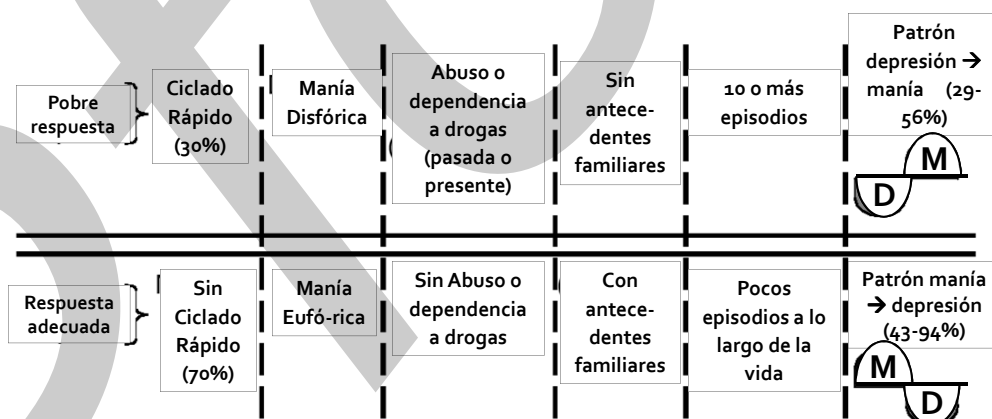 Pobre
respuesta
Ciclado
Rápido
(30%)
Manía
Disfórica
Abuso o
dependencia
a drogas
(pasada o
presente)
Sin
antece-
dentes
familiares
10 o más
episodios
Patrón
depresión →
manía (29-
56%)
M
D
Respuesta
adecuada
Sin
Ciclado
Rápido
(70%)
Manía
Eufó-rica
Sin Abuso o
dependencia
a drogas
Con
antece-
dentes
familiares
Pocos
episodios a lo
largo de la
vida
Patrón manía
→ depresión
(43-94%)
M
D